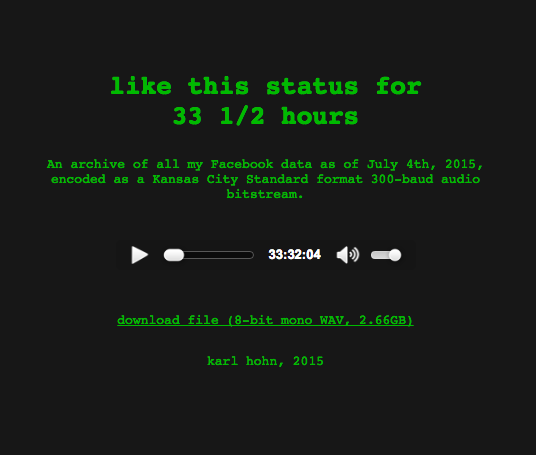 like this status for
33 1/2 hours
An archive of all my Facebook data as of July 4th, 2015,
encoded as a Kansas City Standard format 300-baud audio
bitstream.
33:32:04
download file (8-bit mono WAV, 2.66GB)
karl hohn, 2015